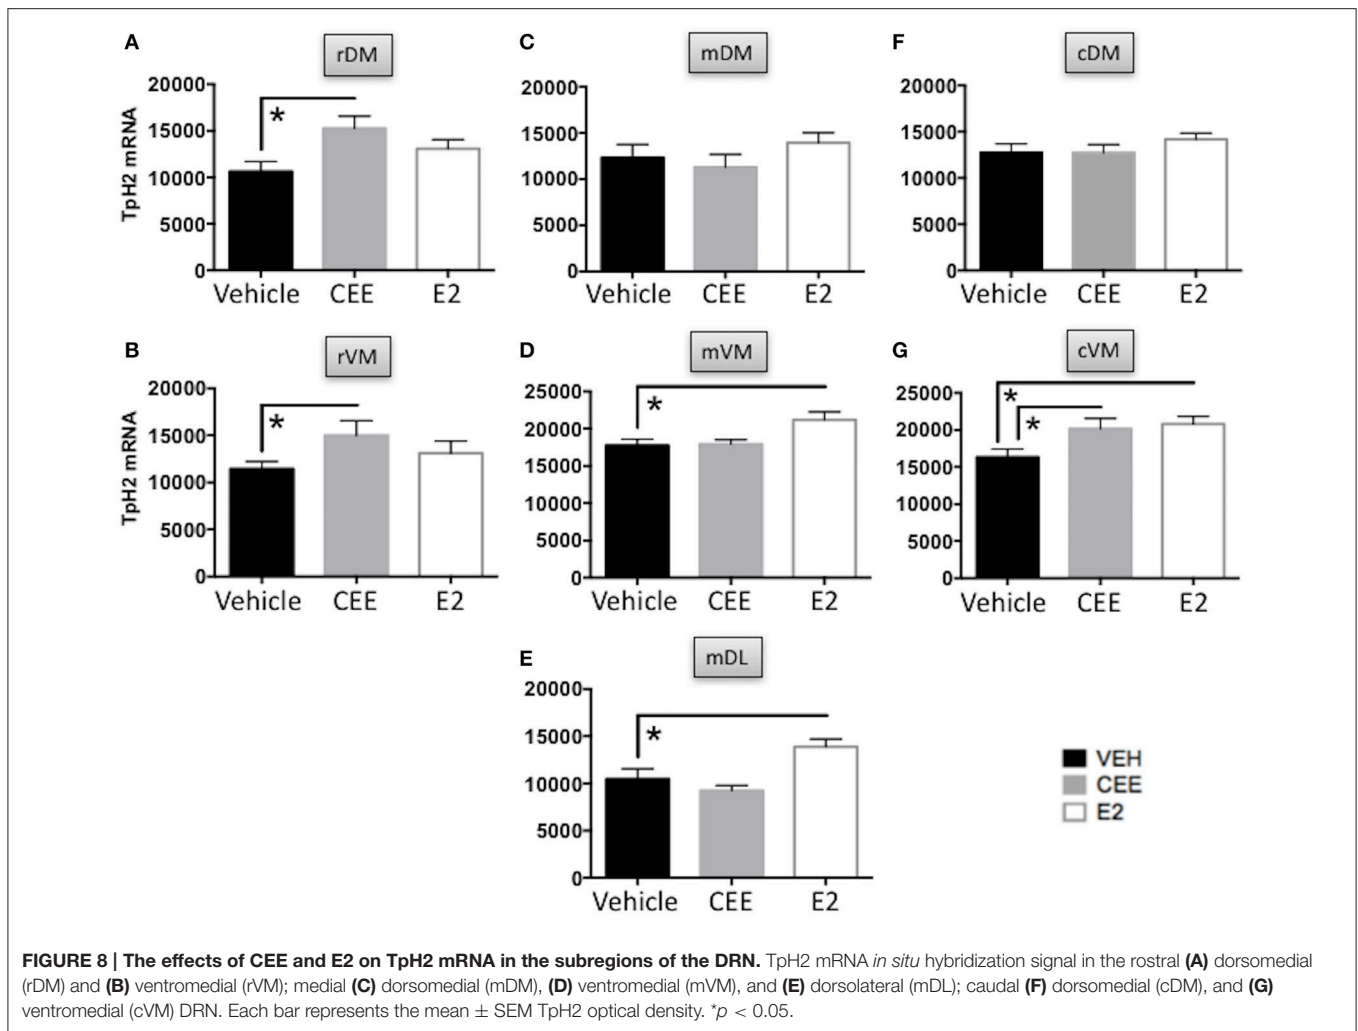 A
rDM
20000
15000
10000
5000
0
TpH2 mRNA
*
Vehicle CEE E2
C
mDM
20000
15000
10000
5000
0
Vehicle CEE E2
F
cDM
20000
15000
10000
5000
0
Vehicle CEE E2
B
rVM
20000
15000
10000
5000
0
TpH2 mRNA
*
Vehicle CEE E2
D
mVM
25000
20000
15000
10000
5000
0
*
Vehicle CEE E2
G
cVM
25000
20000
15000
10000
5000
0
*
*
Vehicle CEE E2
E
mDL
20000
15000
10000
5000
0
*
Vehicle CEE E2
VEH
CEE
E2
FIGURE 8 | The effects of CEE and E2 on TpH2 mRNA in the subregions of the DRN. TpH2 mRNA in situ hybridization signal in the rostral (A) dorsomedial
(rDM) and (B) ventromedial (rVM); medial (C) dorsomedial (mDM), (D) ventromedial (mVM), and (E) dorsolateral (mDL); caudal (F) dorsomedial (cDM), and (G)
ventromedial (cVM) DRN. Each bar represents the mean ± SEM TpH2 optical density. *p < 0.05.